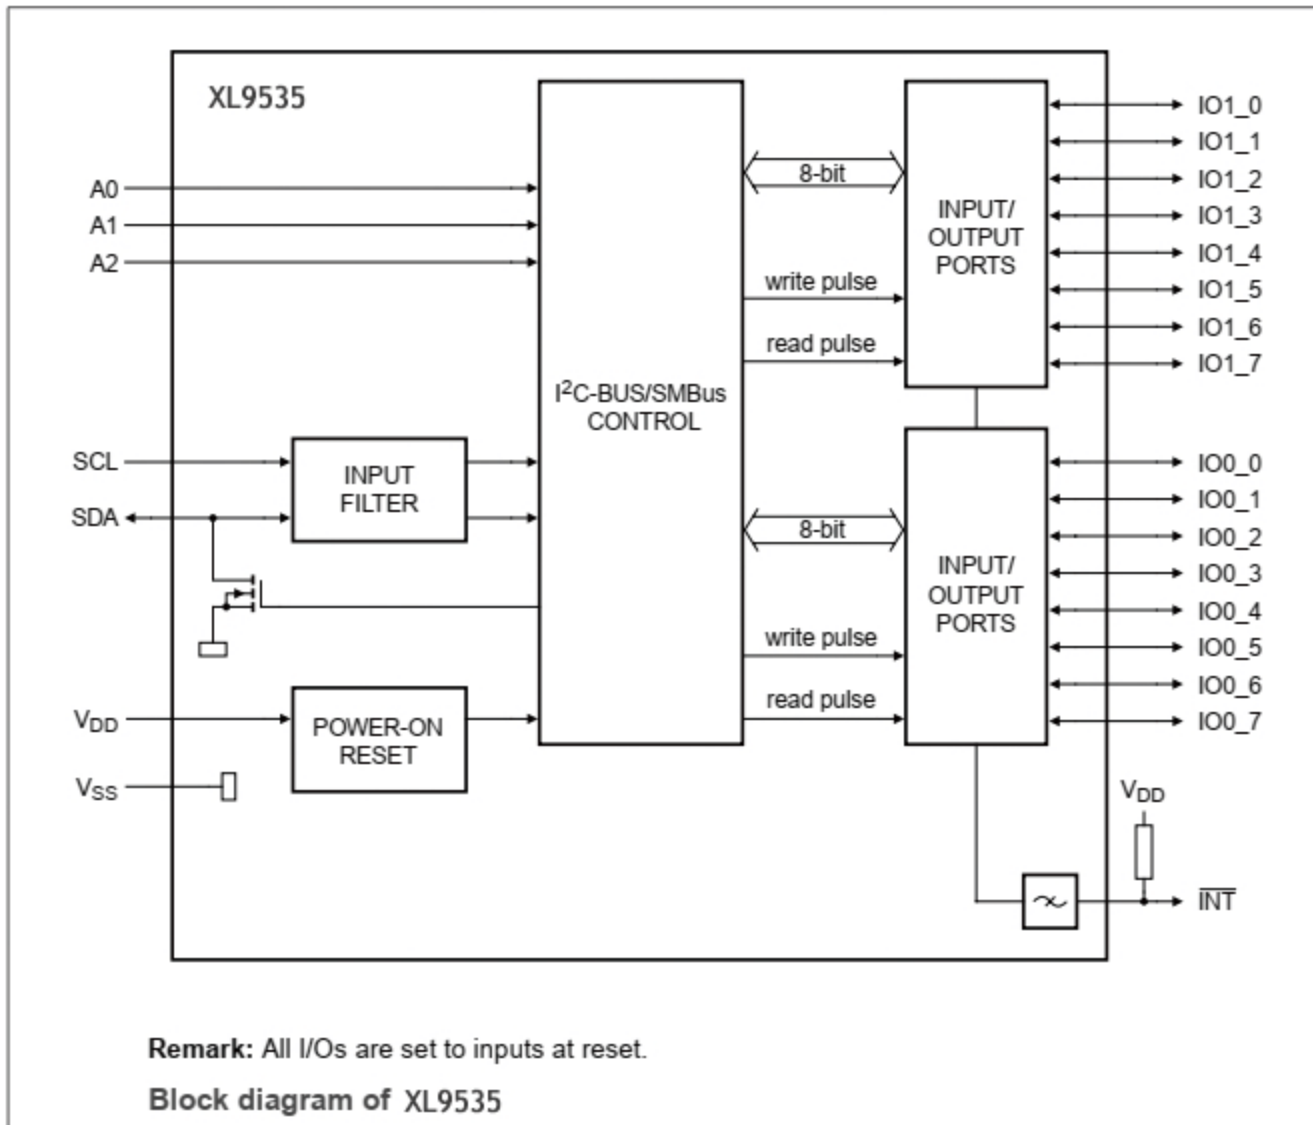 XL9535
A0
A1
A2
SCL
SDA
VDD
VSS
INPUT
FILTER
POWER-ON
RESET
I²C-BUS/SMBus
CONTROL
8-bit
write pulse
read pulse
8-bit
write pulse
read pulse
INPUT/
OUTPUT
PORTS
INPUT/
OUTPUT
PORTS
IO1_0
IO1_1
IO1_2
IO1_3
IO1_4
IO1_5
IO1_6
IO1_7
IO0_0
IO0_1
IO0_2
IO0_3
IO0_4
IO0_5
IO0_6
IO0_7
VDD
INT
Remark: All I/Os are set to inputs at reset.
Block diagram of XL9535